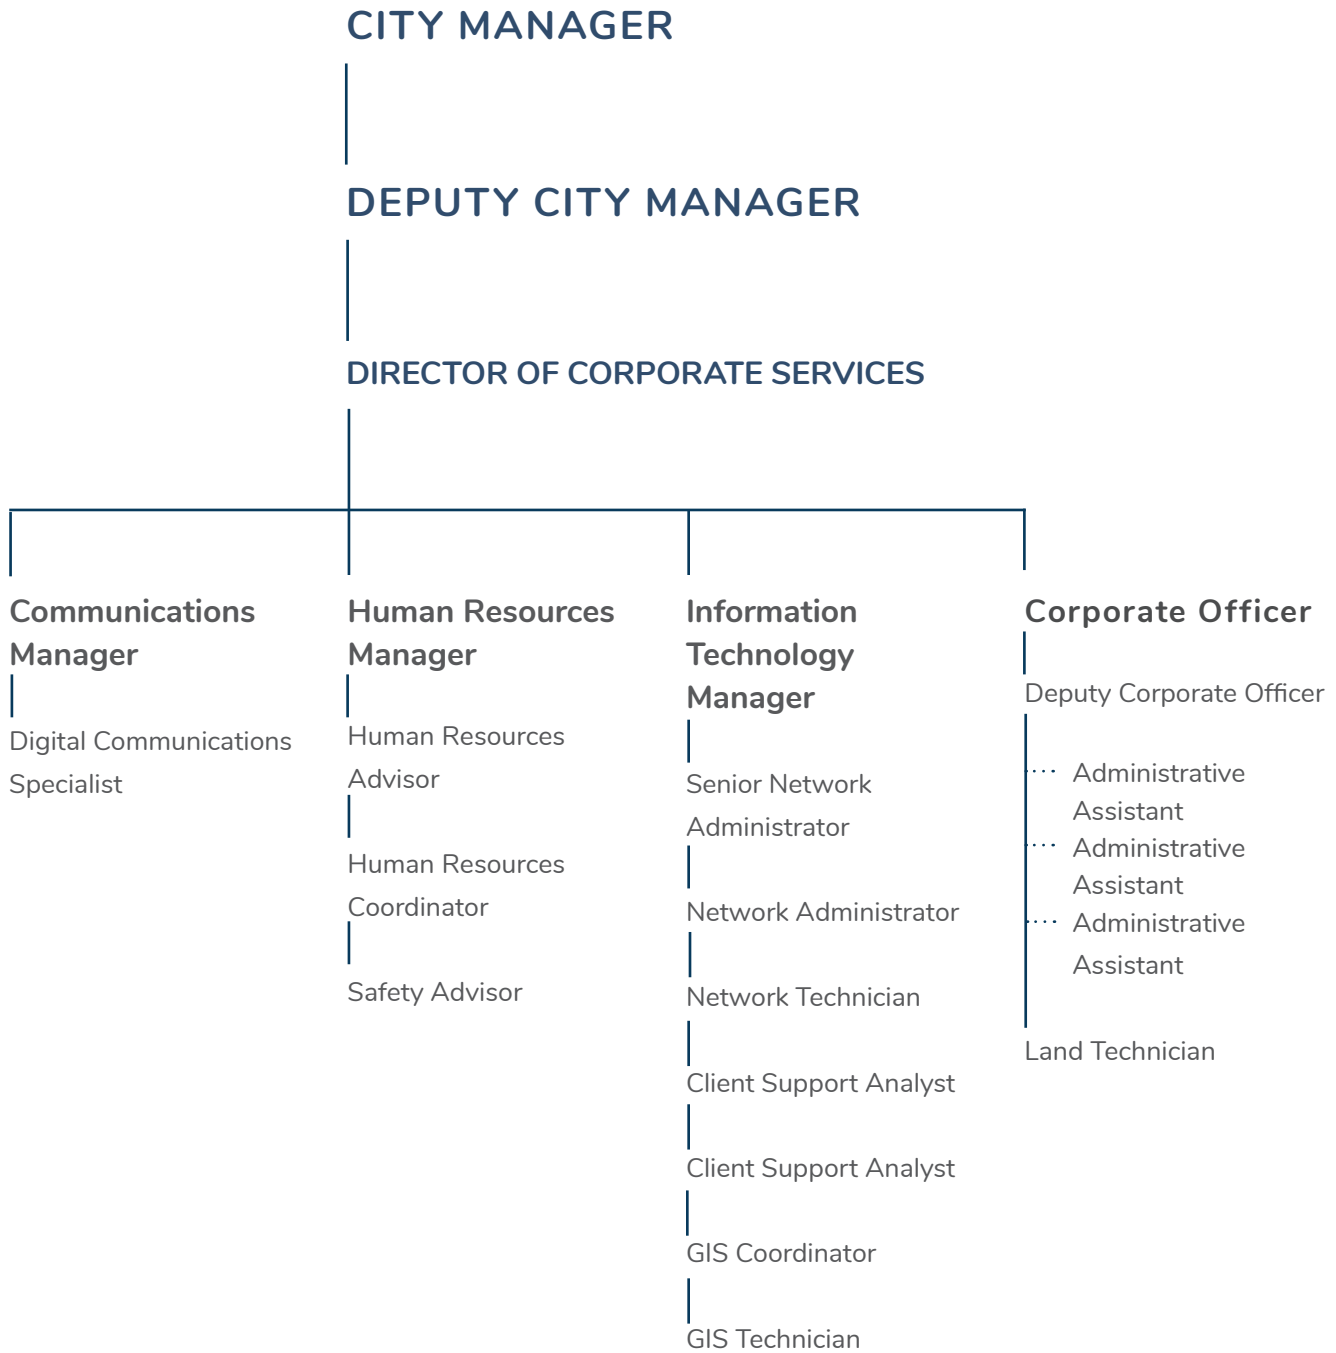 CITY MANAGER
DEPUTY CITY MANAGER
DIRECTOR OF CORPORATE SERVICES
Communications
Manager
Digital Communications
Specialist
Human Resources
Manager
Human Resources
Advisor
Human Resources
Coordinator
Safety Advisor
Information
Technology
Manager
Senior Network
Administrator
Network Administrator
Network Technician
Client Support Analyst
Client Support Analyst
GIS Coordinator
GIS Technician
Corporate Officer
Deputy Corporate Officer
Administrative
Assistant
Administrative
Assistant
Administrative
Assistant
Land Technician